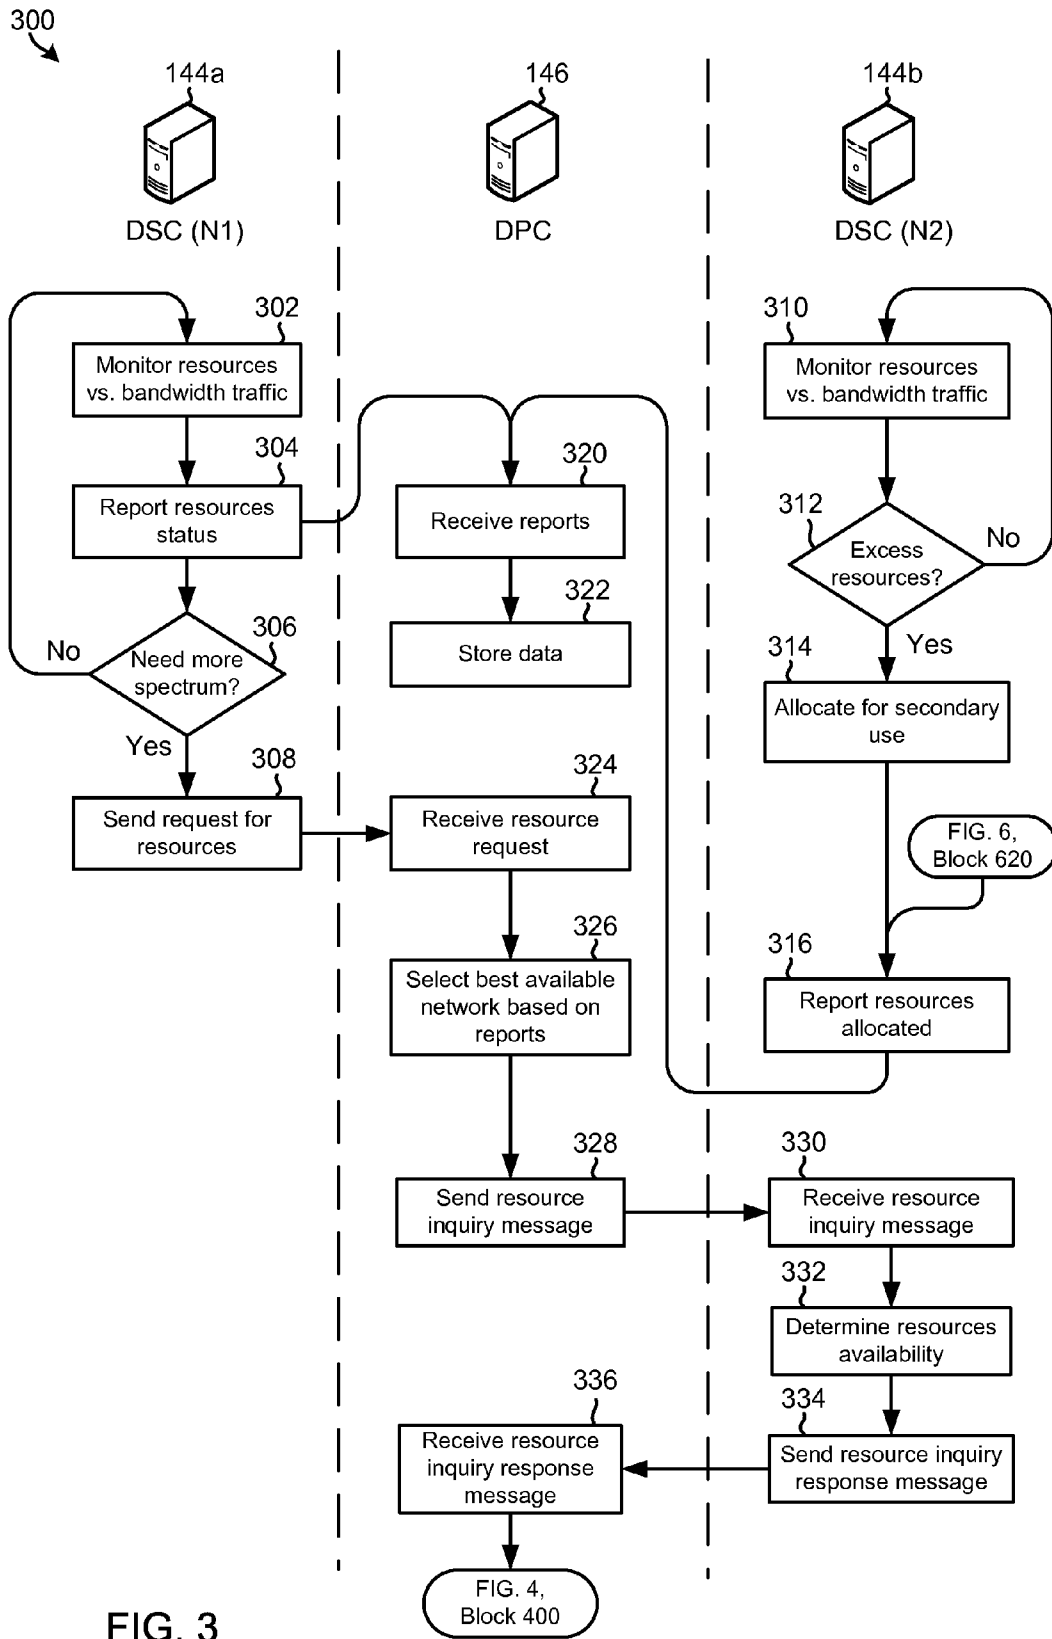 300
144a
146
144b
DSC (N1)
DPC
DSC (N2)
302
Monitor resources
vs. bandwidth traffic
304
Report resources
status
306
Need more
spectrum?
No
Yes
308
Send request for
resources
320
Receive reports
322
Store data
324
Receive resource
request
326
Select best available
network based on
reports
328
Send resource
inquiry message
336
Receive resource
inquiry response
message
FIG. 4,
Block 400
310
Monitor resources
vs. bandwidth traffic
312
Excess
resources?
No
Yes
314
Allocate for secondary
use
FIG. 6,
Block 620
316
Report resources
allocated
330
Receive resource
inquiry message
332
Determine resources
availability
334
Send resource inquiry
response message
FIG. 3